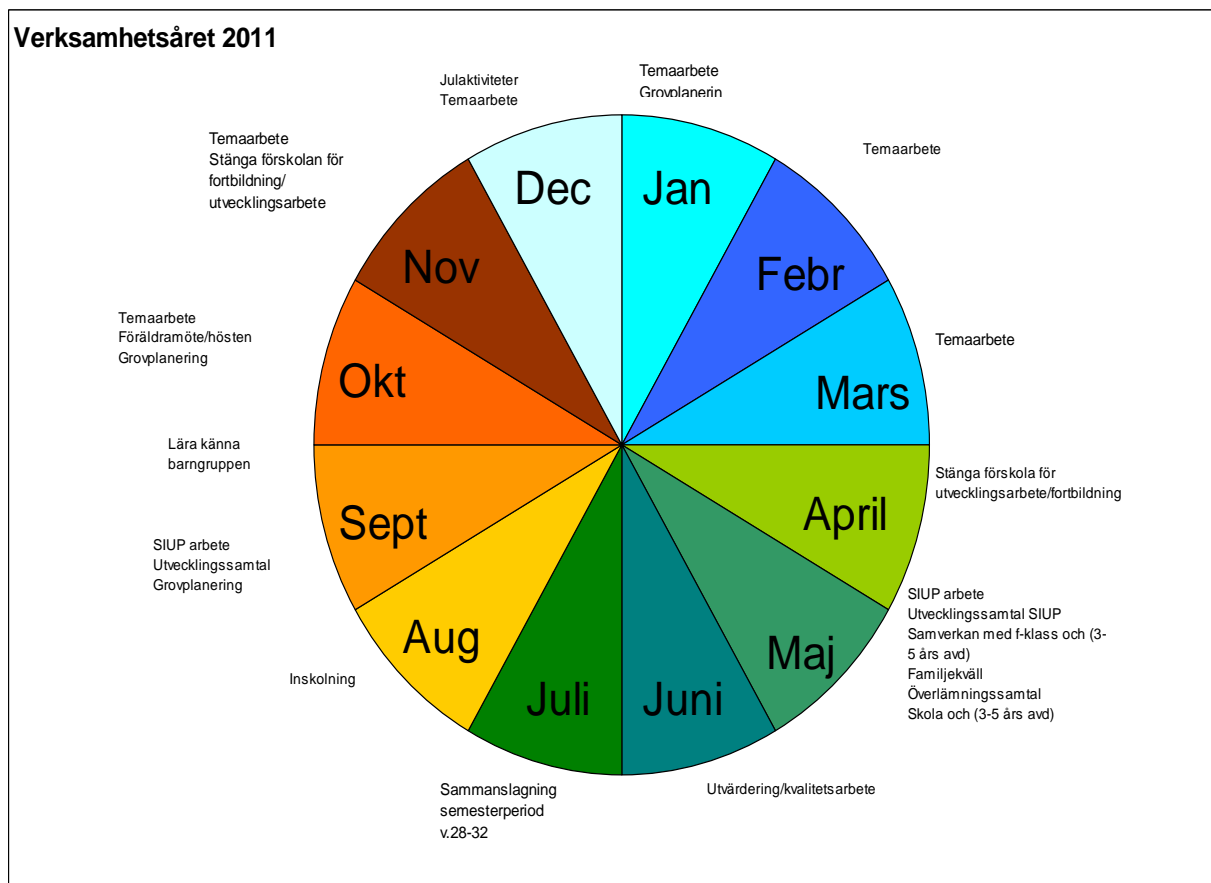 Verksamhetsåret 2011
Julaktiviteter
Temaarbete
Temaarbete
Grovplanerin
Temaarbete
Stänga förskolan för
fortbildning/
utvecklingsarbete
Temaarbete
Dec
Jan
Nov
Febr
Temaarbete
Föräldramöte/hösten
Grovplanering
Temaarbete
Okt
Mars
Lära känna
barngruppen
Stänga förskola för
utvecklingsarbete/fortbildning
Sept
April
SIUP arbete
Utvecklingssamtal
Grovplanering
SIUP arbete
Utvecklingssamtal SIUP
Samverkan med f-klass och (3-
5 års avd)
Familjekväll
Överlämningssamtal
Skola och (3-5 års avd)
Aug
Maj
Inskolning
Juli
Juni
Sammanslagning
semesterperiod
v.28-32
Utvärdering/kvalitetsarbete